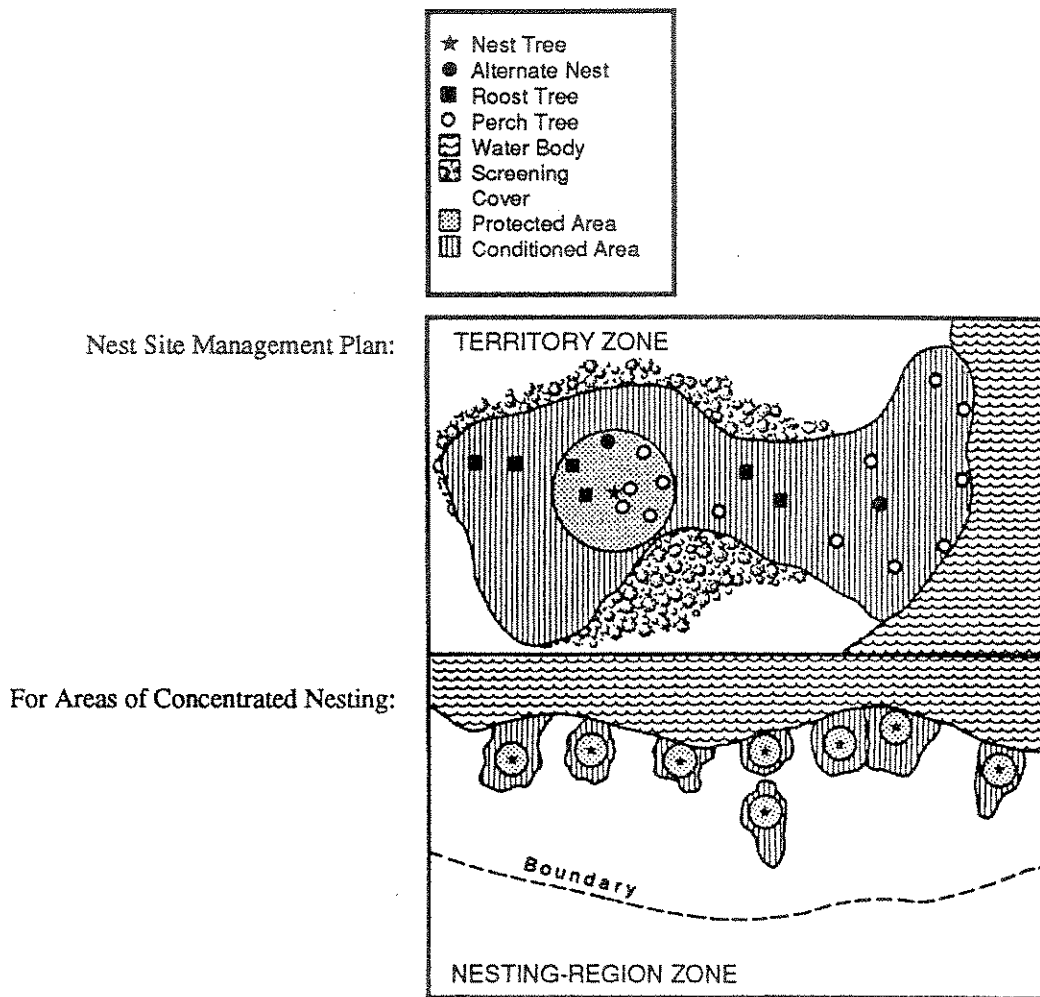 Nest Tree
Alternate Nest
Roost Tree
Perch Tree
Water Body
Screening
Cover
Protected Area
Conditioned Area
Nest Site Management Plan:
TERRITORY ZONE
For Areas of Concentrated Nesting:
Boundary
NESTING-REGION ZONE